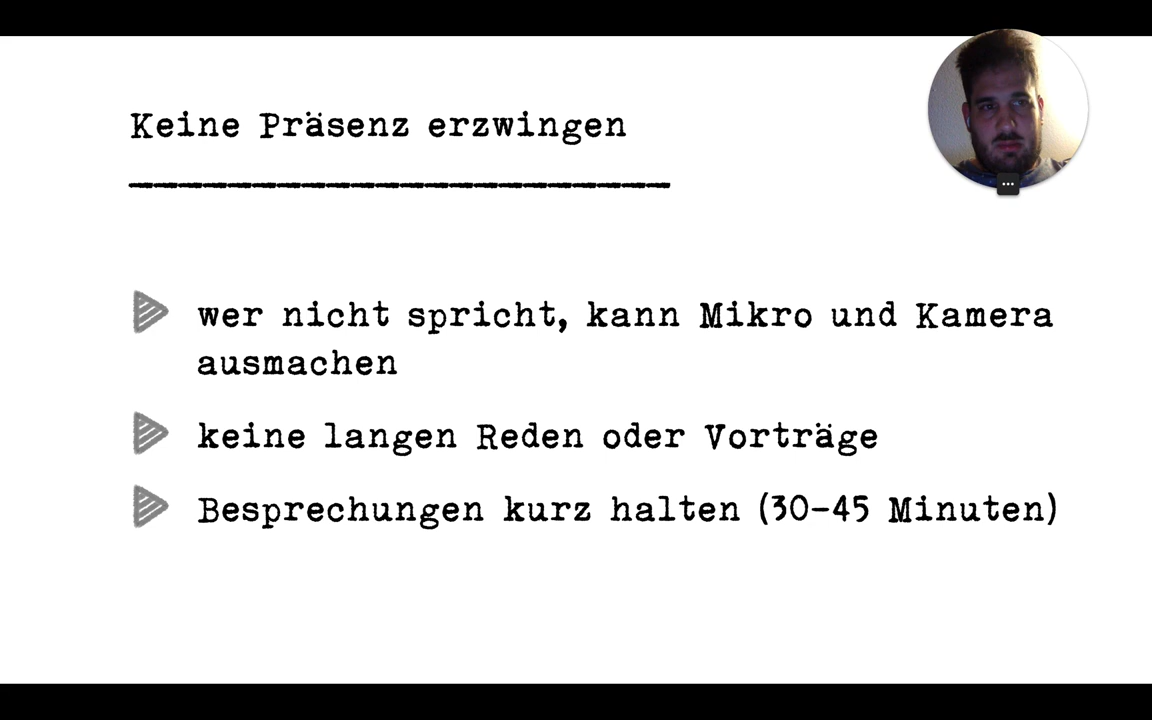 Keine Präsenz erzwingen
wer nicht spricht, kann Mikro und Kamera
ausmachen
keine langen Reden oder Vorträge
Besprechungen kurz halten (30-45 Minuten)